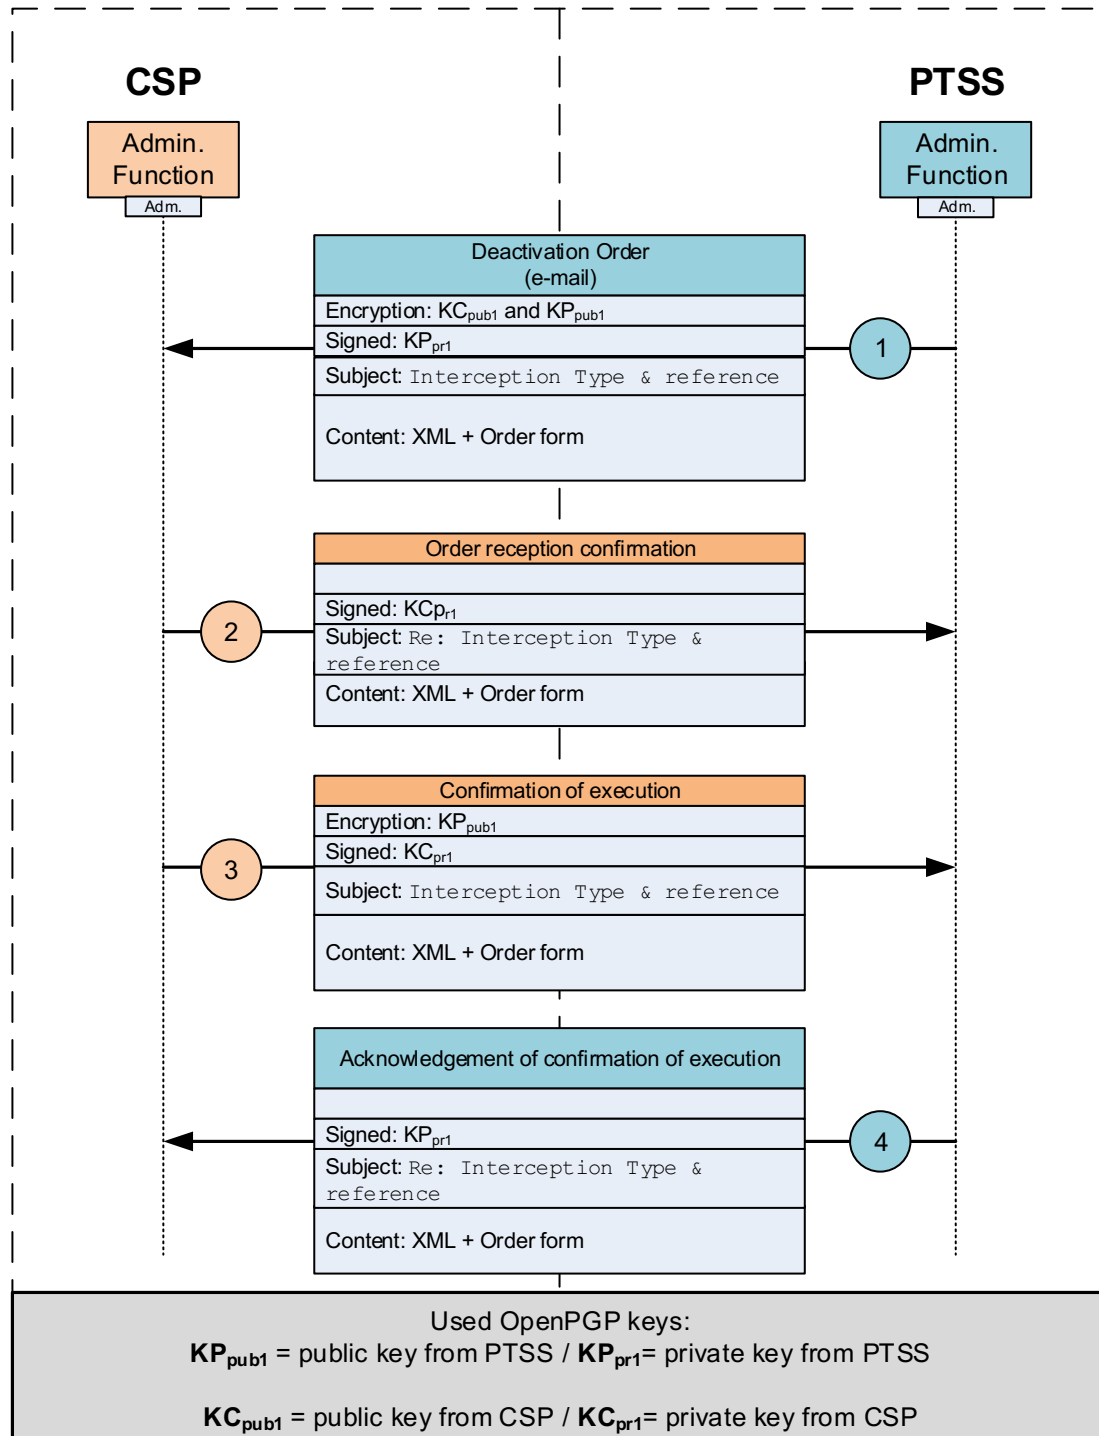 CSP
PTSS
Admin.
Function
Adm.
Admin.
Function
Adm.
Deactivation Order
(e-mail)
Encryption: KCpub1 and KPpub1
Signed: KPpr1
1
Subject: Interception Type & reference
Content: XML + Order form
Order reception confirmation
Signed: KCpr1
2
Subject: Re: Interception Type &
reference
Content: XML + Order form
Confirmation of execution
Encryption: KPpub1
Signed: KCpr1
3
Subject: Interception Type & reference
Content: XML + Order form
Acknowledgement of confirmation of execution
Signed: KPpr1
4
Subject: Re: Interception Type &
reference
Content: XML + Order form
Used OpenPGP keys:
KPpub1 = public key from PTSS / KPpr1= private key from PTSS
KCpub1 = public key from CSP / KCpr1= private key from CSP